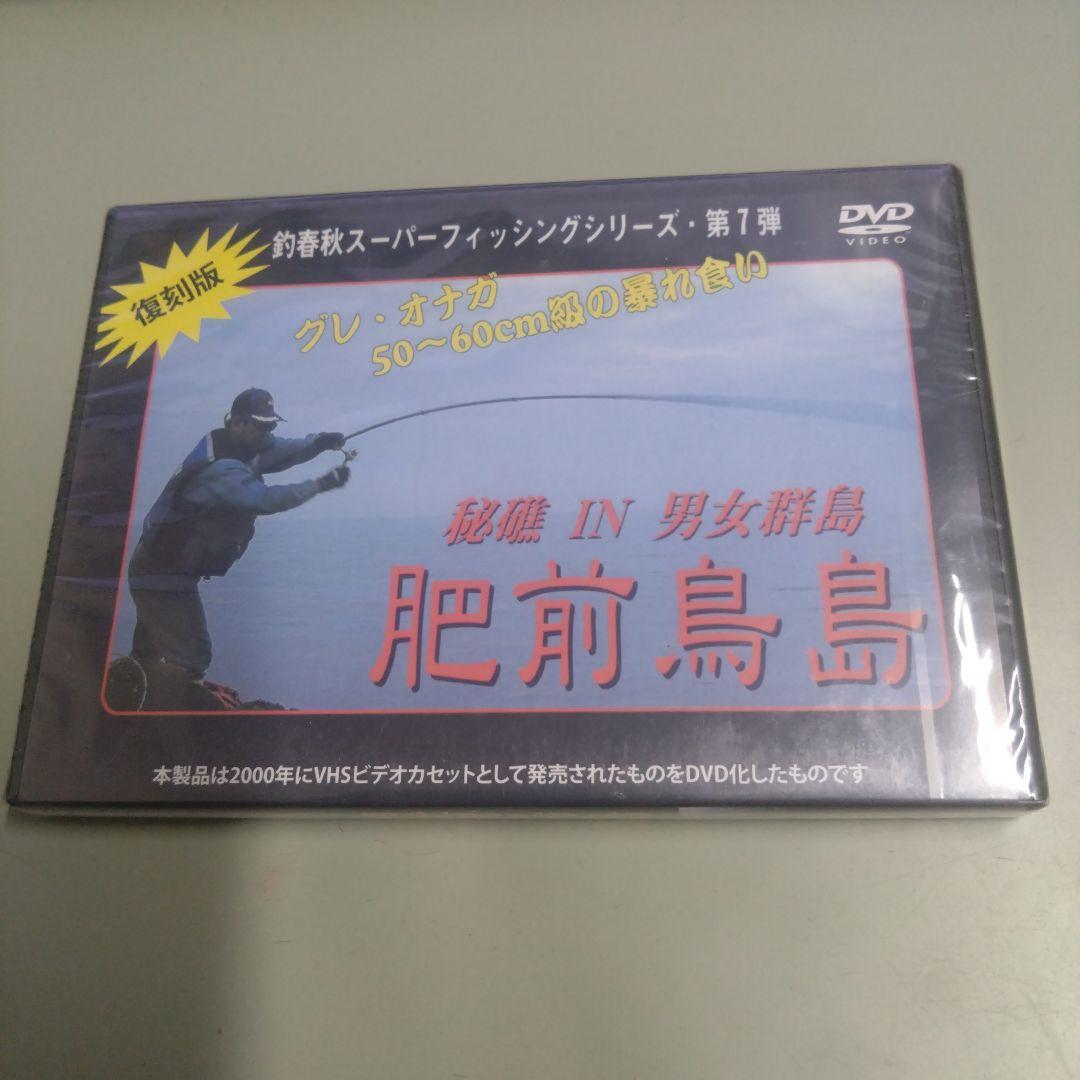 釣春秋スーパーフィッシングシリーズ・第7弾
DVD
VIDEO
復刻版
グレ・オナガ
50～60cm級の暴れ食い
秘礁 IN 男女群島
肥前鳥島
本製品は2000年にVHSビデオカセットとして発売されたものをDVD化したものです